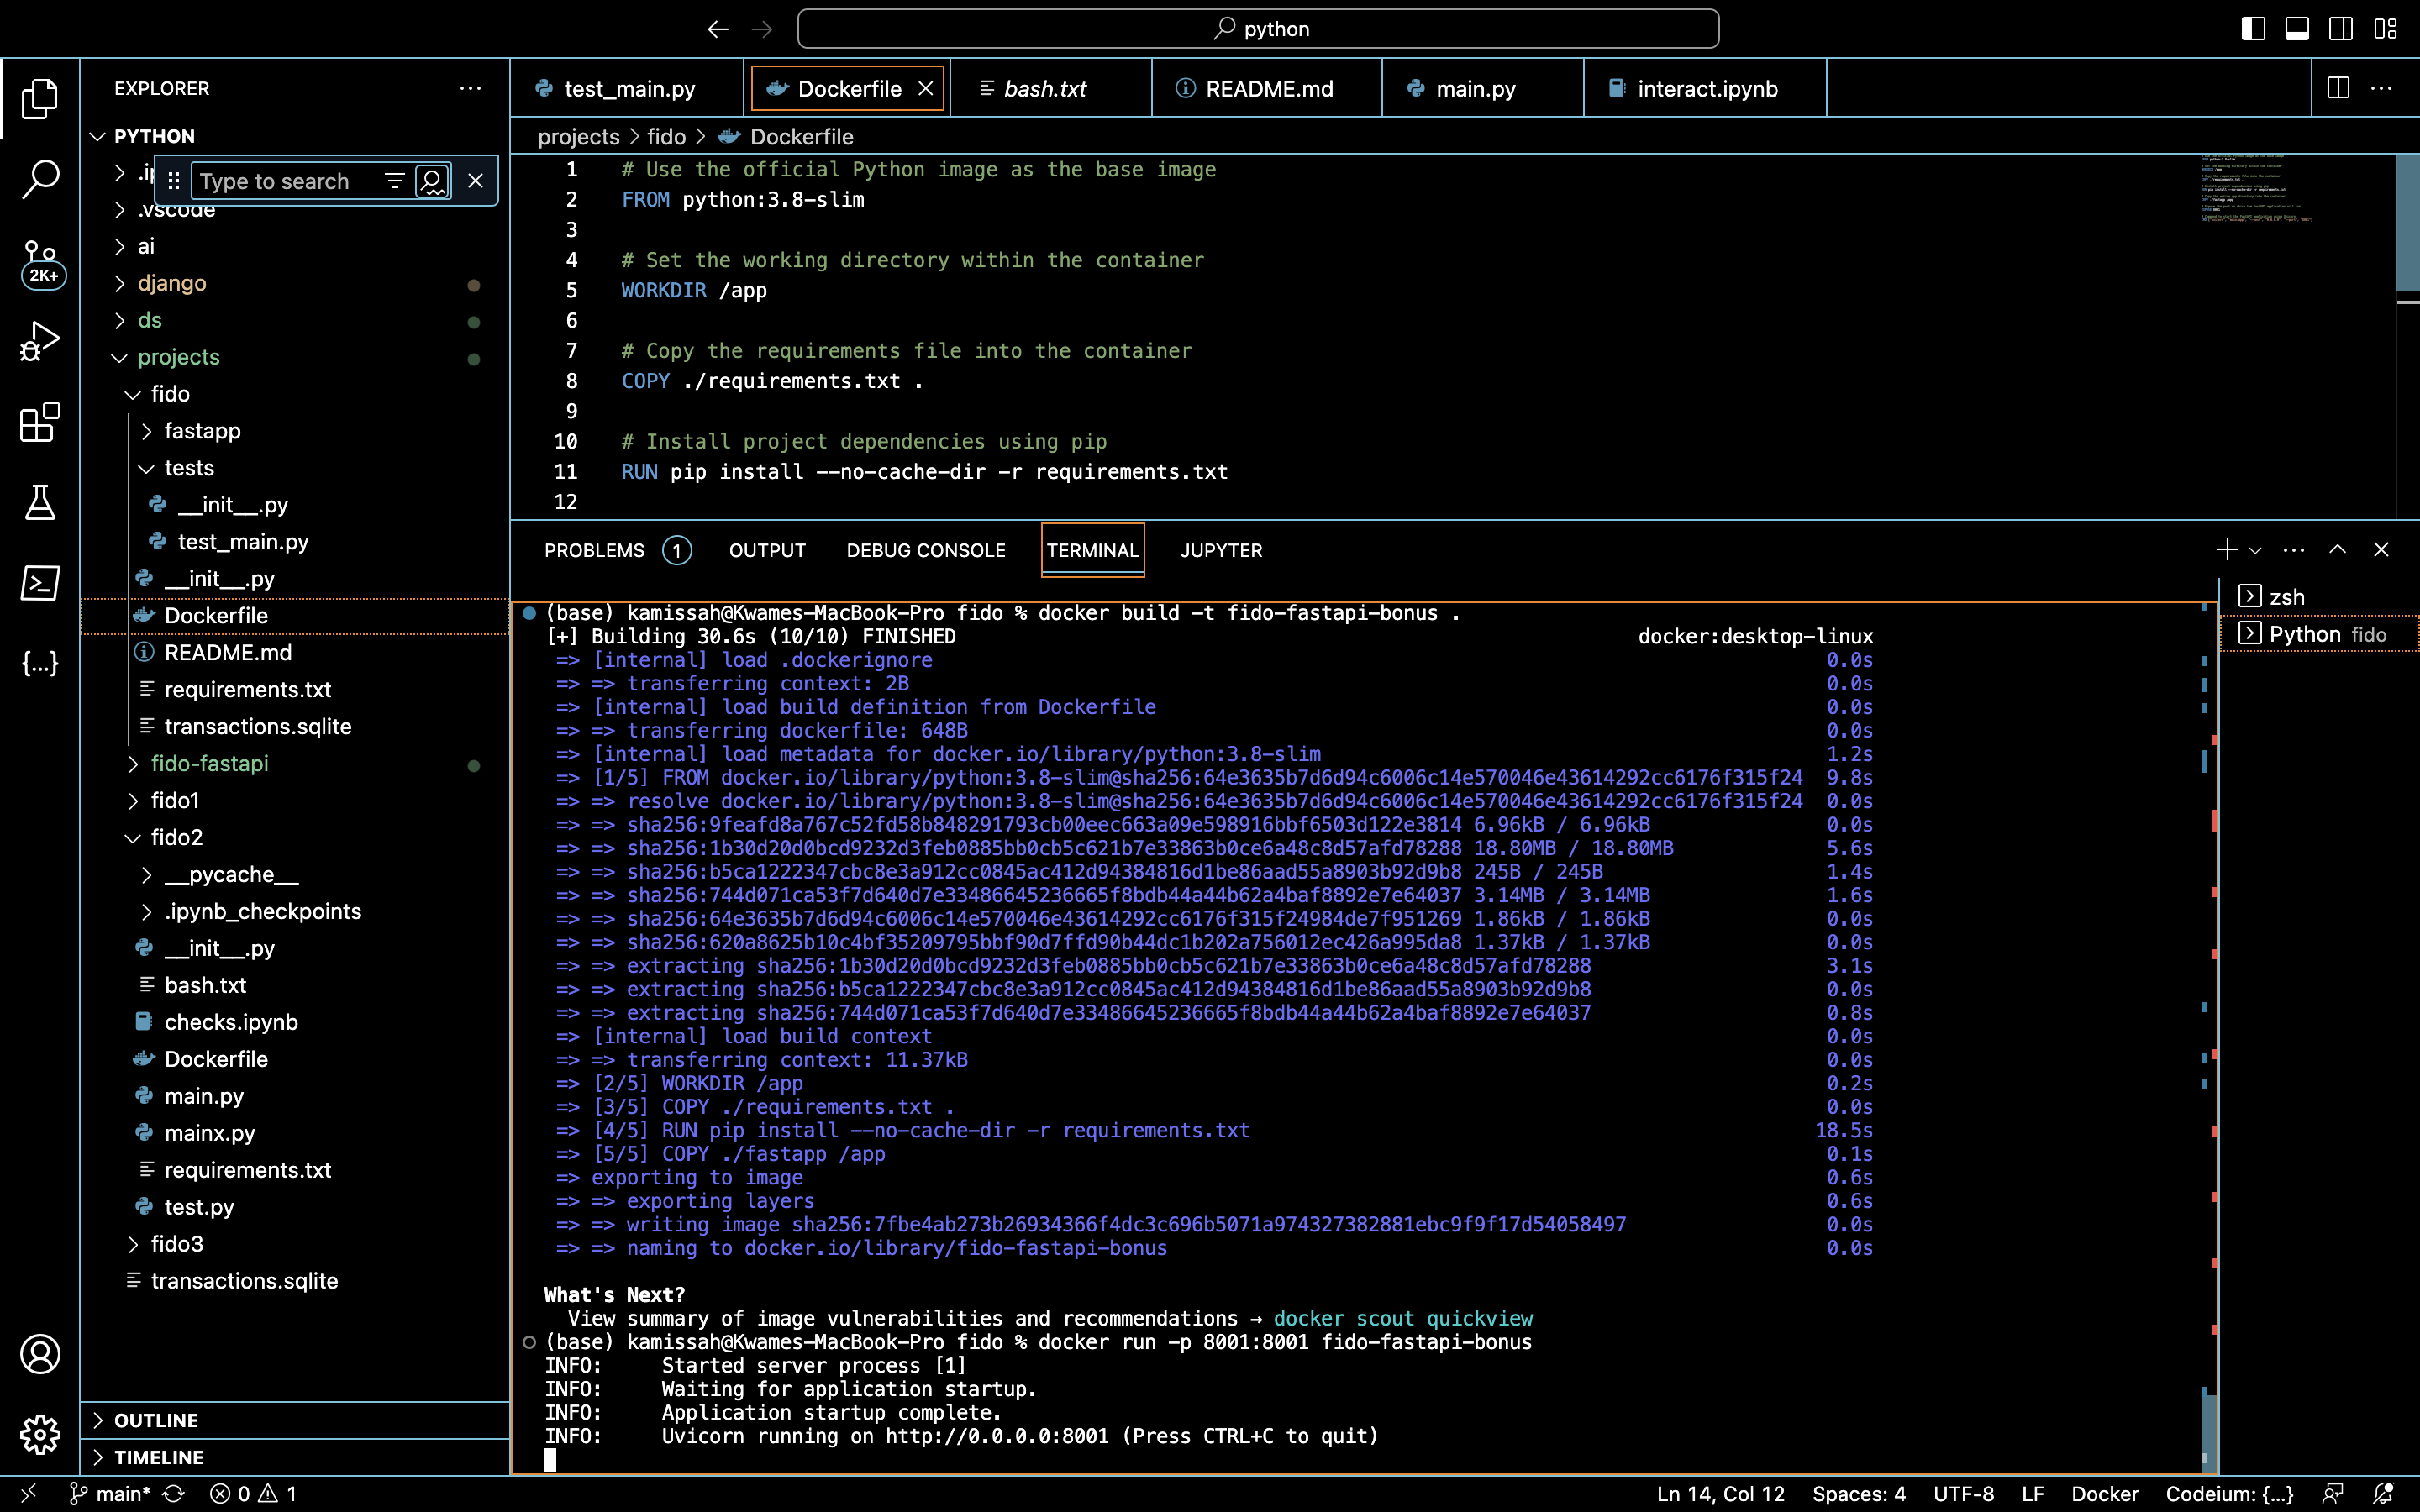 python
EXPLORER
PYTHON
Type to search
.vscode
ai
django
ds
projects
fido
fastapp
tests
__init__.py
test_main.py
__init__.py
Dockerfile
README.md
requirements.txt
transactions.sqlite
fido-fastapi
fido1
fido2
__pycache__
.ipynb_checkpoints
__init__.py
bash.txt
checks.ipynb
Dockerfile
main.py
mainx.py
requirements.txt
test.py
fido3
transactions.sqlite
OUTLINE
TIMELINE
2K+
test_main.py
Dockerfile
bash.txt
README.md
main.py
interact.ipynb
projects > fido > Dockerfile
1 # Use the official Python image as the base image
2 FROM python:3.8-slim
3
4 # Set the working directory within the container
5 WORKDIR /app
6
7 # Copy the requirements file into the container
8 COPY ./requirements.txt .
9
10 # Install project dependencies using pip
11 RUN pip install --no-cache-dir -r requirements.txt
12
PROBLEMS 1 OUTPUT DEBUG CONSOLE TERMINAL JUPYTER
zsh
Python fido
(base) kamissah@Kwames-MacBook-Pro fido % docker build -t fido-fastapi-bonus .
[+] Building 30.6s (10/10) FINISHED docker:desktop-linux
=> [internal] load .dockerignore 0.0s
=> => transferring context: 2B 0.0s
=> [internal] load build definition from Dockerfile 0.0s
=> => transferring dockerfile: 648B 0.0s
=> [internal] load metadata for docker.io/library/python:3.8-slim 1.2s
=> [1/5] FROM docker.io/library/python:3.8-slim@sha256:64e3635b7d6d94c6006c14e570046e43614292cc6176f315f24 9.8s
=> => resolve docker.io/library/python:3.8-slim@sha256:64e3635b7d6d94c6006c14e570046e43614292cc6176f315f24 0.0s
=> => sha256:9feafd8a767c52fd58b848291793cb00eec663a09e598916bbf6503d122e3814 6.96kB / 6.96kB 0.0s
=> => sha256:1b30d20d0bcd9232d3feb0885bb0cb5c621b7e33863b0ce6a48c8d57afd78288 18.80MB / 18.80MB 5.6s
=> => sha256:b5ca1222347cbc8e3a912cc0845ac412d94384816d1be86aad55a8903b92d9b8 245B / 245B 1.4s
=> => sha256:744d071ca53f7d640d7e33486645236665f8bdb44a44b62a4baf8892e7e64037 3.14MB / 3.14MB 1.6s
=> => sha256:64e3635b7d6d94c6006c14e570046e43614292cc6176f315f24984de7f951269 1.86kB / 1.86kB 0.0s
=> => sha256:620a8625b10c4bf35209795bbf90d7ffd90b44dc1b202a756012ec426a995da8 1.37kB / 1.37kB 0.0s
=> => extracting sha256:1b30d20d0bcd9232d3feb0885bb0cb5c621b7e33863b0ce6a48c8d57afd78288 3.1s
=> => extracting sha256:b5ca1222347cbc8e3a912cc0845ac412d94384816d1be86aad55a8903b92d9b8 0.0s
=> => extracting sha256:744d071ca53f7d640d7e33486645236665f8bdb44a44b62a4baf8892e7e64037 0.8s
=> [internal] load build context 0.0s
=> => transferring context: 11.37kB 0.0s
=> [2/5] WORKDIR /app 0.2s
=> [3/5] COPY ./requirements.txt . 0.0s
=> [4/5] RUN pip install --no-cache-dir -r requirements.txt 18.5s
=> [5/5] COPY ./fastapp /app 0.1s
=> exporting to image 0.6s
=> => exporting layers 0.6s
=> => writing image sha256:7fbe4ab273b26934366f4dc3c696b5071a974327382881ebc9f9f17d54058497 0.0s
=> => naming to docker.io/library/fido-fastapi-bonus 0.0s
What's Next?
View summary of image vulnerabilities and recommendations → docker scout quickview
(base) kamissah@Kwames-MacBook-Pro fido % docker run -p 8001:8001 fido-fastapi-bonus
INFO: Started server process [1]
INFO: Waiting for application startup.
INFO: Application startup complete.
INFO: Uvicorn running on http://0.0.0.0:8001 (Press CTRL+C to quit)
main* 0 1 Ln 14, Col 12 Spaces: 4 UTF-8 LF Docker Codeium: {...}